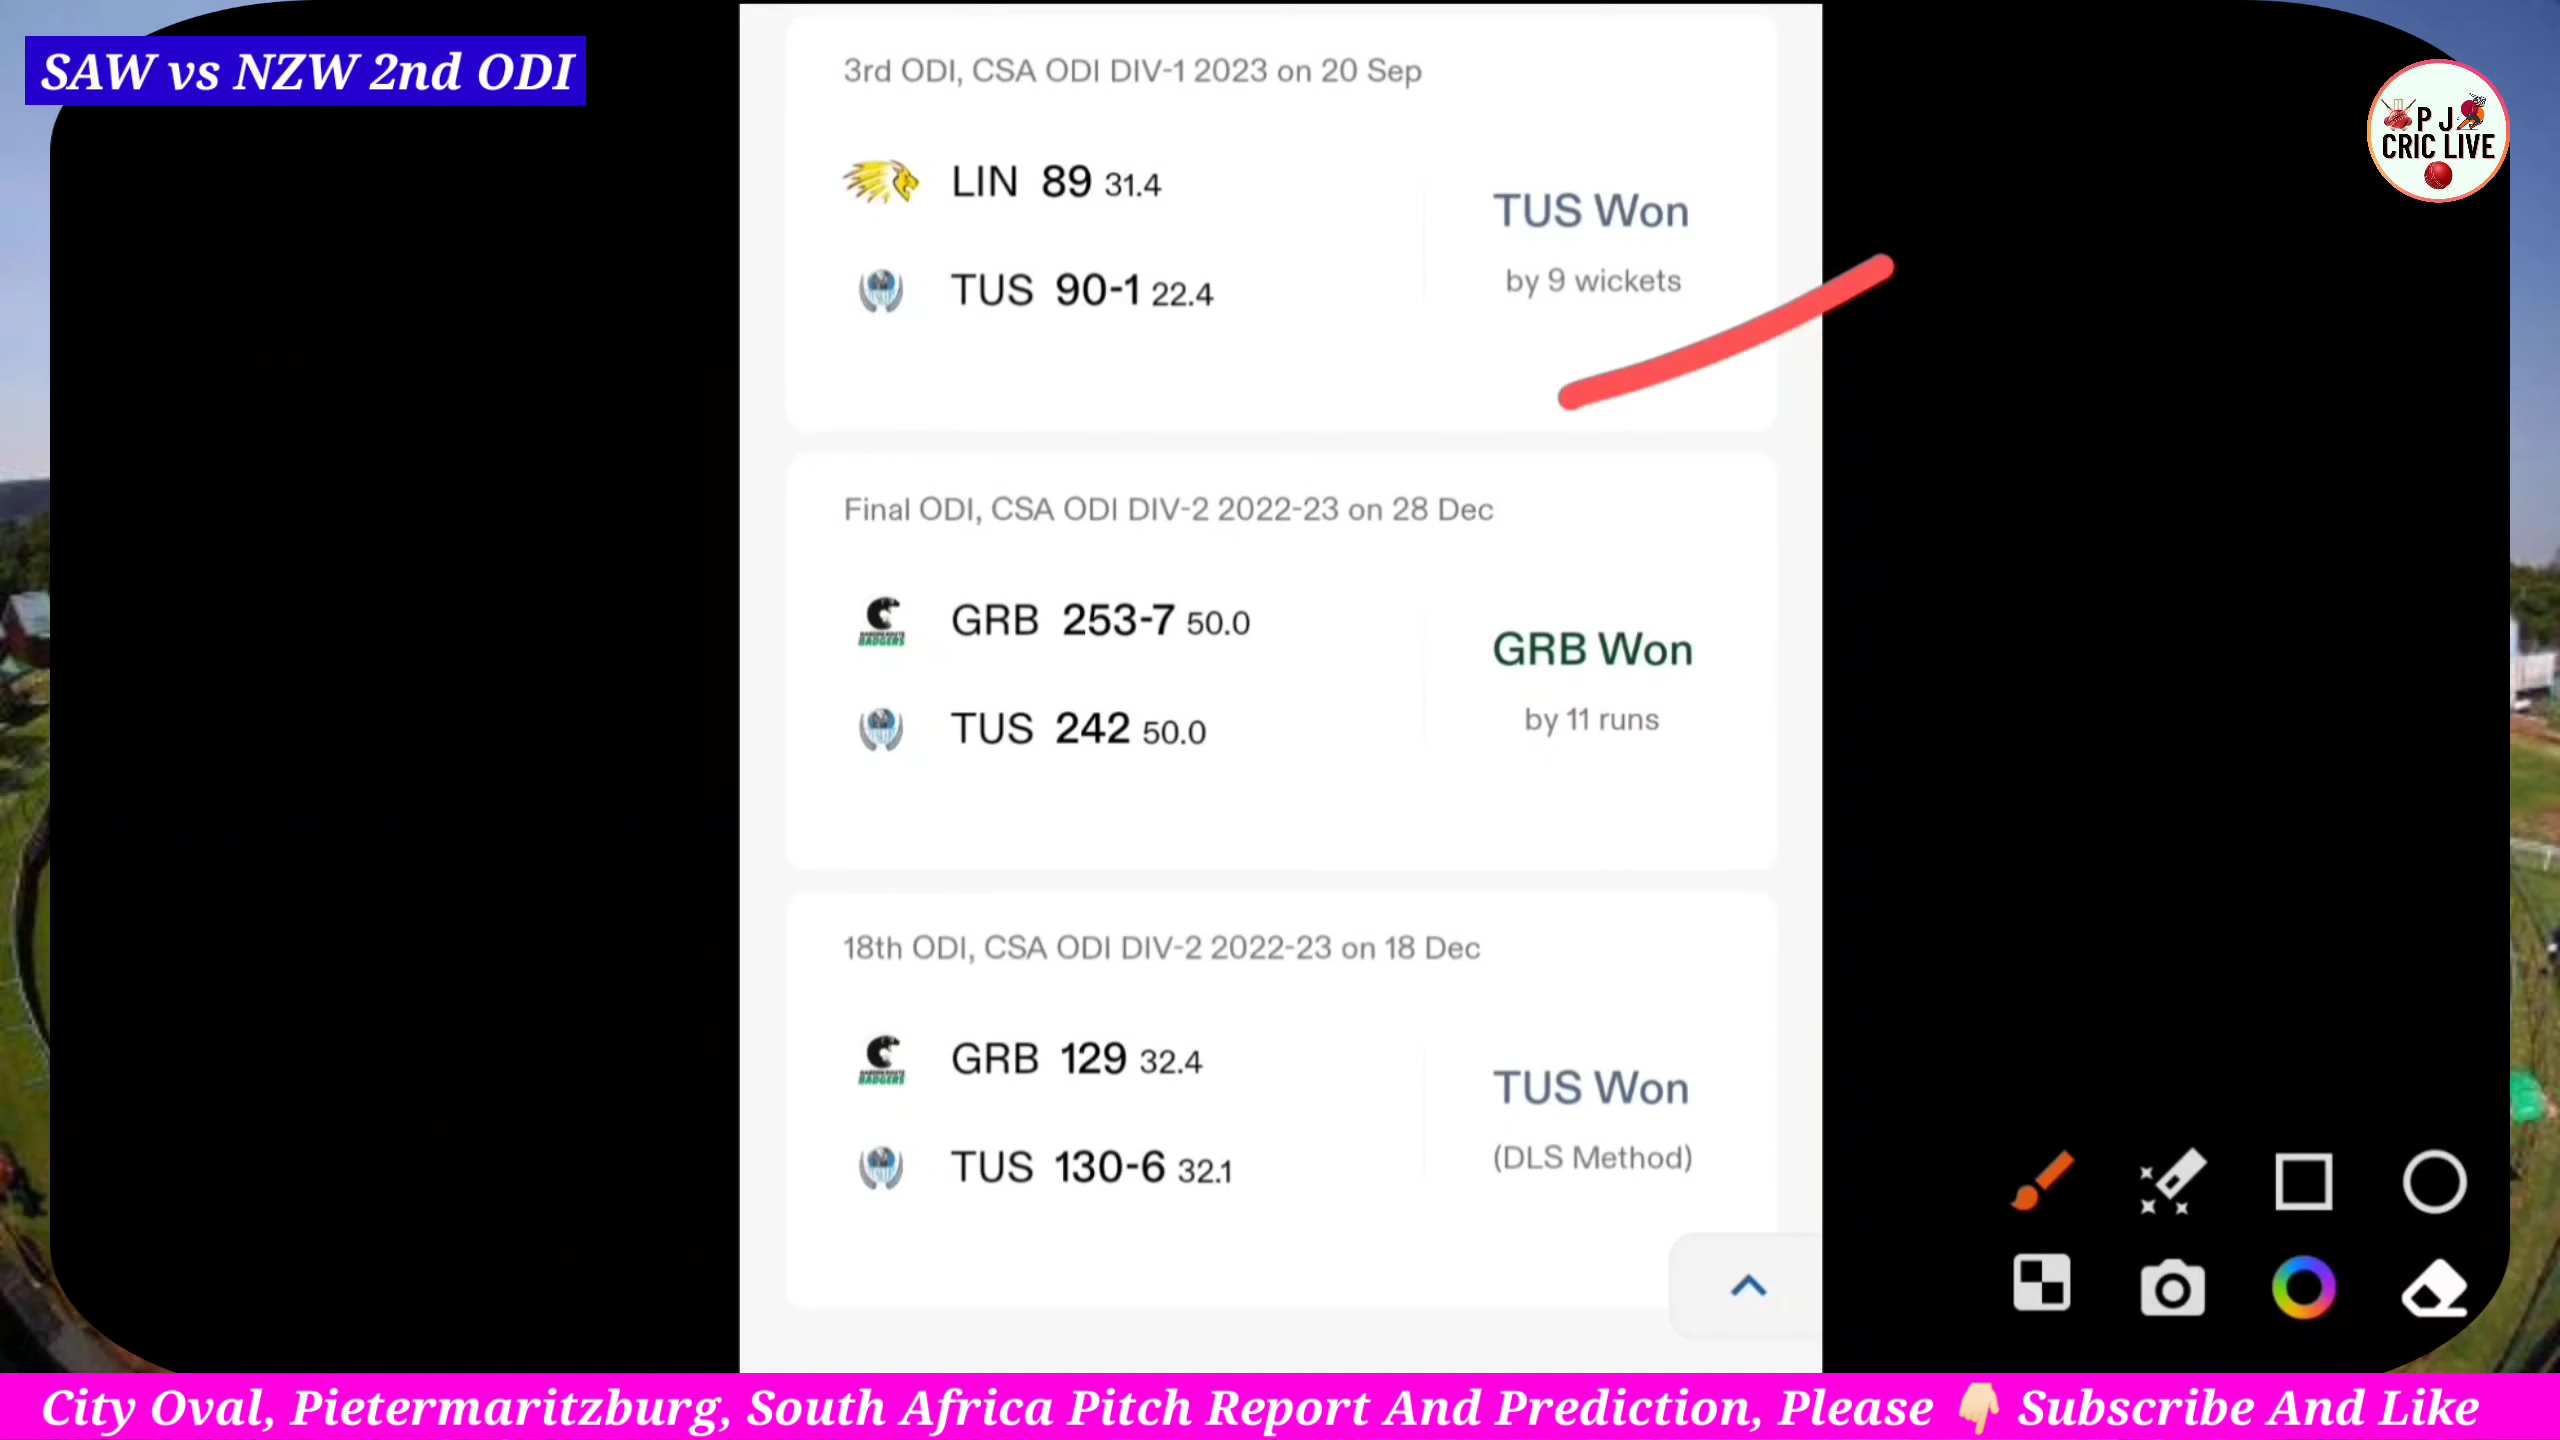 SAW vs NZW 2nd ODI
P J
CRIC LIVE
3rd ODI, CSA ODI DIV-1 2023 on 20 Sep
LIN 89 31.4
TUS 90-1 22.4
TUS Won
by 9 wickets
Final ODI, CSA ODI DIV-2 2022-23 on 28 Dec
GRB 253-7 50.0
TUS 242 50.0
GRB Won
by 11 runs
18th ODI, CSA ODI DIV-2 2022-23 on 18 Dec
GRB 129 32.4
TUS 130-6 32.1
TUS Won
(DLS Method)
City Oval, Pietermaritzburg, South Africa Pitch Report And Prediction, Please 👇🏼 Subscribe And Like